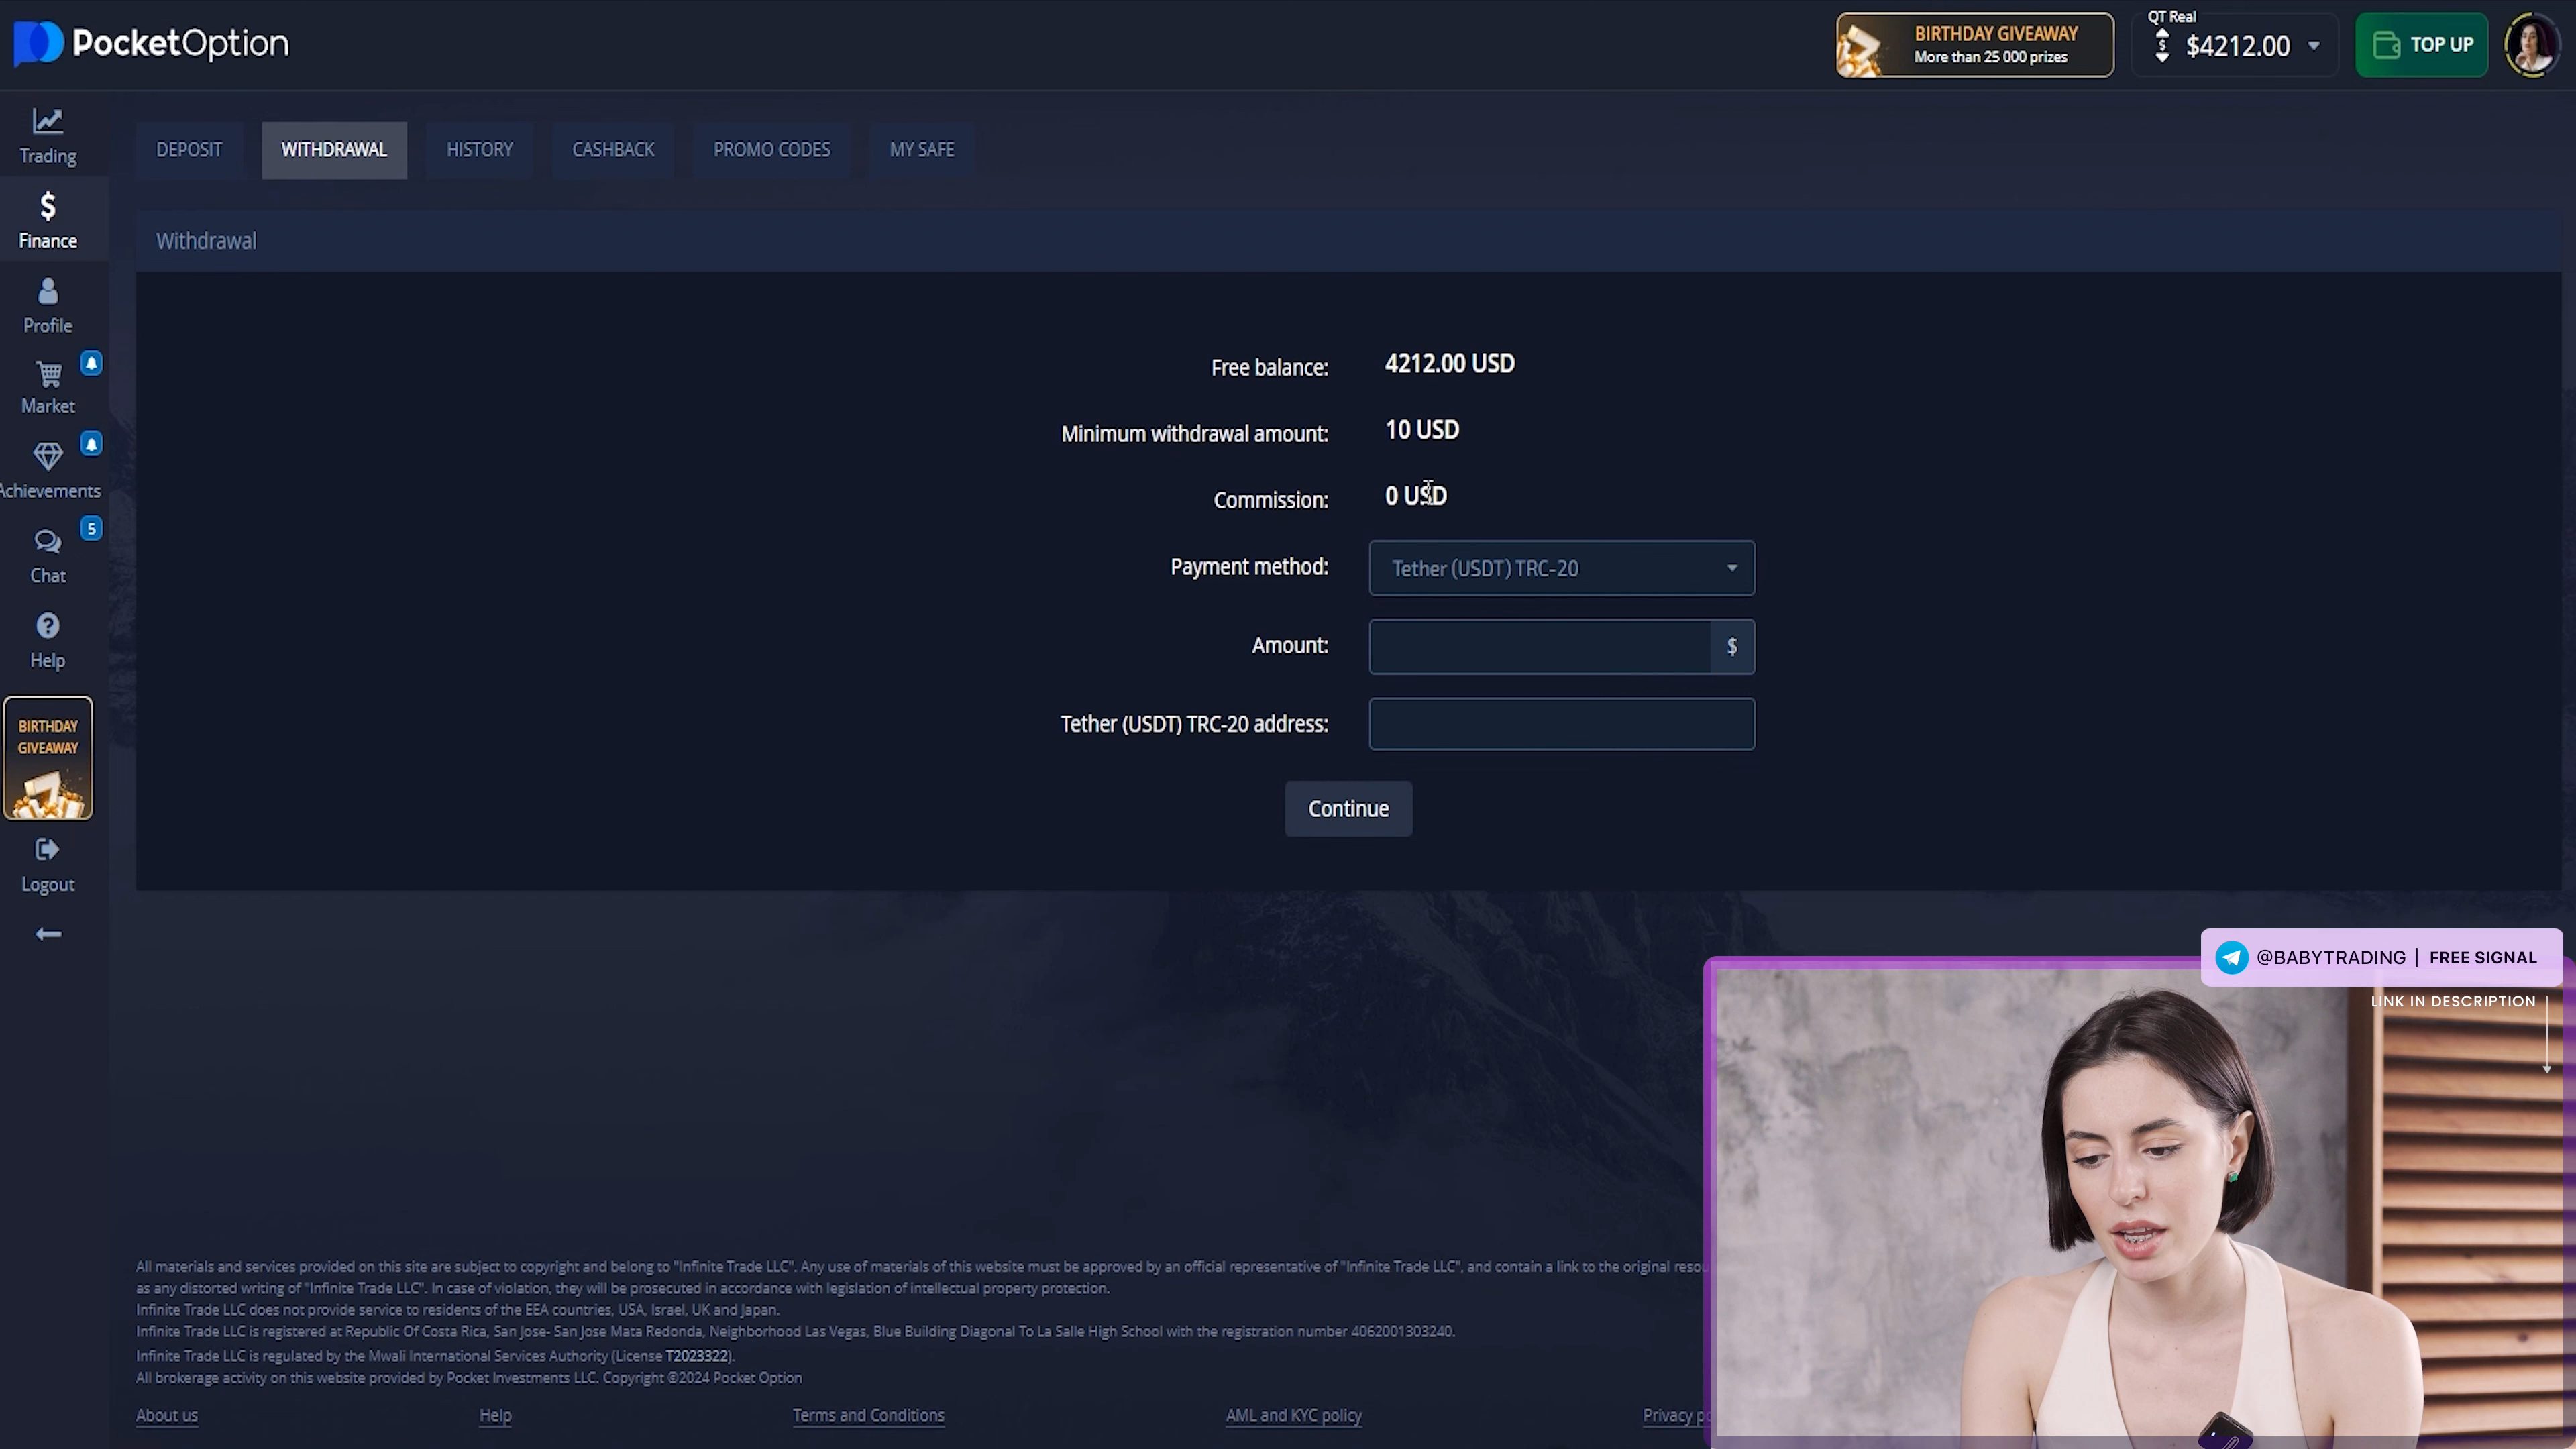 PocketOption
BIRTHDAY GIVEAWAY
More than 25 000 prizes
QT Real
$4212.00
TOP UP
Trading
Finance
Profile
Market
Achievements
5
Chat
Help
BIRTHDAY
GIVEAWAY
Logout
DEPOSIT
WITHDRAWAL
HISTORY
CASHBACK
PROMO CODES
MY SAFE
Withdrawal
Free balance: 4212.00 USD
Minimum withdrawal amount: 10 USD
Commission: 0 USD
Payment method: Tether (USDT) TRC-20
Amount: $
Tether (USDT) TRC-20 address:
Continue
@BABYTRADING | FREE SIGNAL
LINK IN DESCRIPTION
All materials and services provided on this site are subject to copyright and belong to "Infinite Trade LLC". Any use of materials of this website must be approved by an official representative of "Infinite Trade LLC", and contain a link to the original
as any distorted writing of "Infinite Trade LLC". In case of violation, they will be prosecuted in accordance with legislation of intellectual property protection.
Infinite Trade LLC does not provide service to residents of the EEA countries, USA, Israel, UK and Japan.
Infinite Trade LLC is registered at Republic Of Costa Rica, San Jose- San Jose Mata Redonda, Neighborhood Las Vegas, Blue Building Diagonal To La Salle High School with the registration number 4062001303240.
Infinite Trade LLC is regulated by the Mwali International Services Authority (License T2023322).
All brokerage activity on this website provided by Pocket Investments LLC. Copyright ©2024 Pocket Option
About us
Help
Terms and Conditions
AML and KYC policy
Privacy